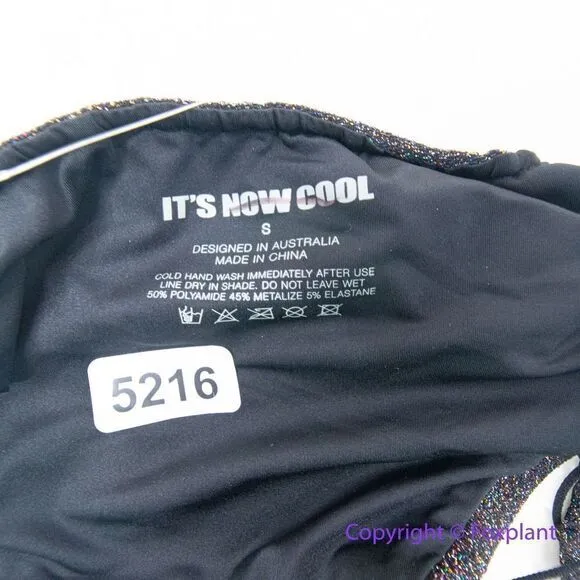 IT'S NOW COOL
S
DESIGNED IN AUSTRALIA
MADE IN CHINA
COLD HAND WASH IMMEDIATELY AFTER USE
LINE DRY IN SHADE. DO NOT LEAVE WET
50% POLYAMIDE 45% METALIZE 5% ELASTANE
5216
Copyright © Foxplant